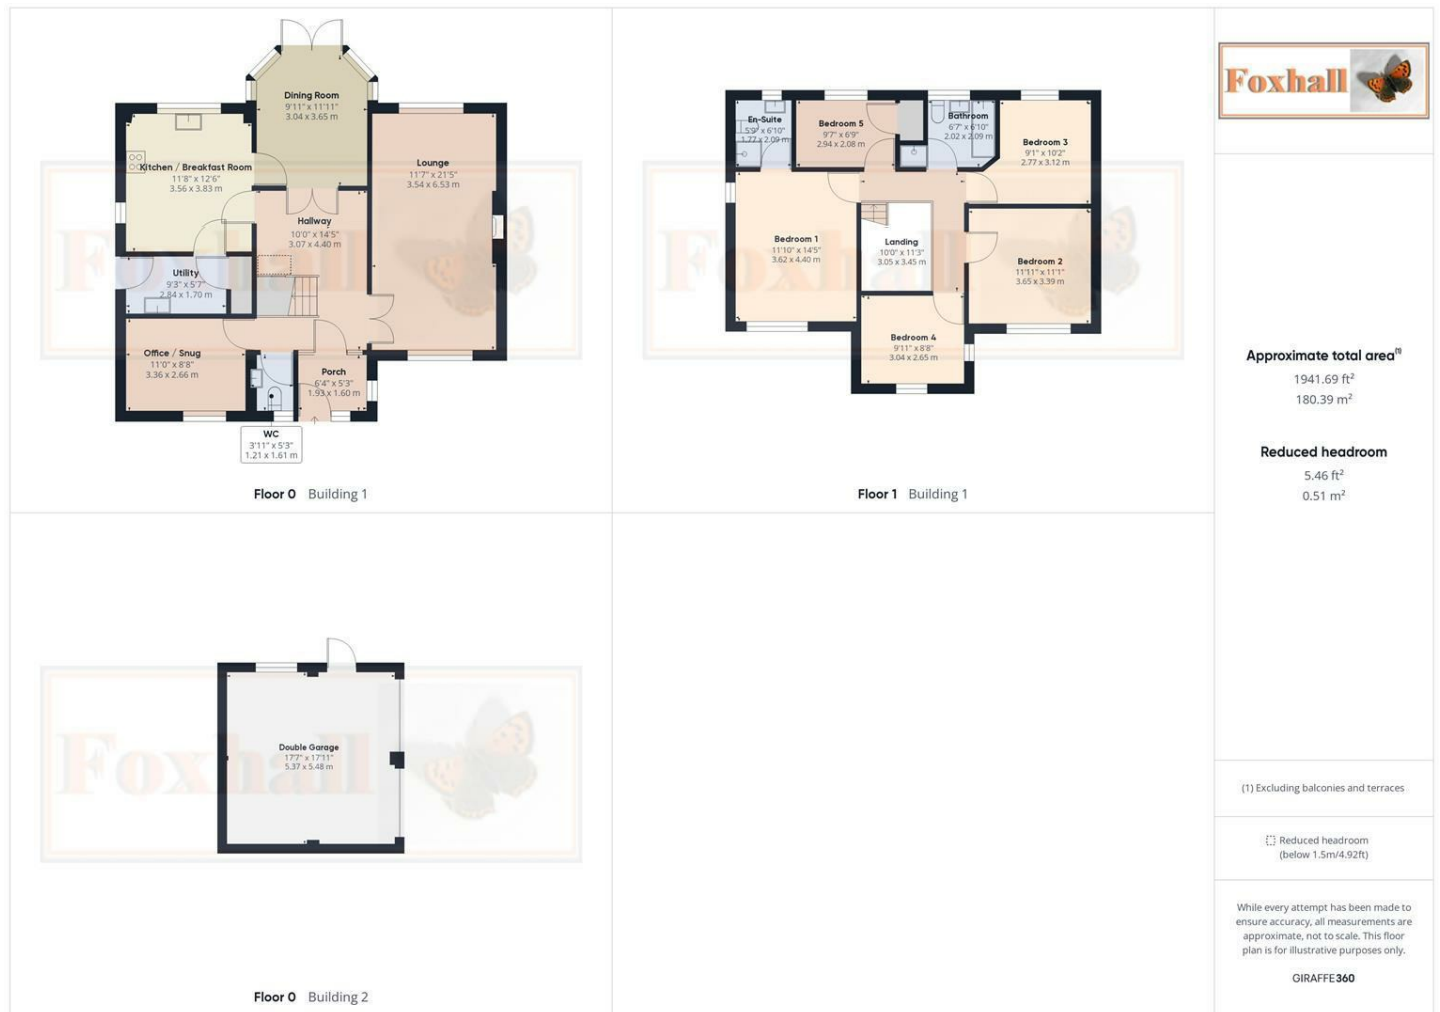 Dining Room
9'11" x 11'11"
3.04 x 3.65 m
Kitchen / Breakfast Room
11'8" x 12'6"
3.56 x 3.83 m
Lounge
11'7" x 21'5"
3.54 x 6.53 m
Hallway
10'0" x 14'5"
3.07 x 4.40 m
Utility
9'3" x 5'7"
2.84 x 1.70 m
Office / Snug
11'0" x 8'8"
3.36 x 2.66 m
Porch
6'4" x 5'3"
1.93 x 1.60 m
WC
3'11" x 5'3"
1.21 x 1.61 m
Foxhall
Floor 0 Building 1
En-Suite
5'9" x 6'10"
1.77 x 2.09 m
Bedroom 5
9'7" x 6'9"
2.94 x 2.08 m
Bathroom
6'7" x 6'10"
2.02 x 2.09 m
Bedroom 3
9'1" x 10'2"
2.77 x 3.12 m
Bedroom 1
11'10" x 14'5"
3.62 x 4.40 m
Landing
10'0" x 11'3"
3.05 x 3.45 m
Bedroom 2
11'11" x 11'1"
3.65 x 3.39 m
Bedroom 4
9'11" x 8'8"
3.04 x 2.65 m
Foxhall
Floor 1 Building 1
Double Garage
17'7" x 17'11"
5.37 x 5.48 m
Foxhall
Floor 0 Building 2
Foxhall
Approximate total area(1)
1941.69 ft²
180.39 m²
Reduced headroom
5.46 ft²
0.51 m²
(1) Excluding balconies and terraces
Reduced headroom
(below 1.5m/4.92ft)
While every attempt has been made to
ensure accuracy, all measurements are
approximate, not to scale. This floor
plan is for illustrative purposes only.
GIRAFFE360